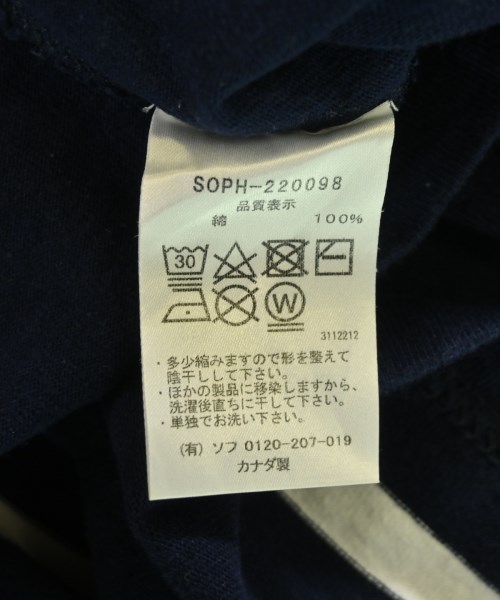 SOPH-220098
品質表示
綿 100%
30
W
3112212
・多少縮みますので形を整えて
陰干しして下さい。
・ほかの製品に移染しますから、
洗濯後直ちに干して下さい。
・単独でお洗い下さい。
(有) ソフ 0120-207-019
カナダ製